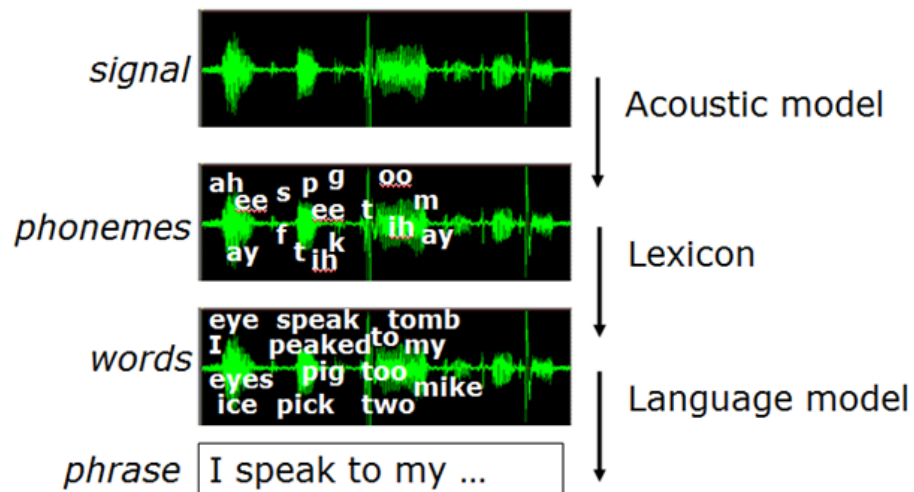 signal
Acoustic model
ah ee s p g oo
phonemes
ee t ih m
ay f t ih k ay
Lexicon
eye speak tomb
words
I peaked to my
eyes pig too mike
ice pick two
Language model
phrase
I speak to my ...